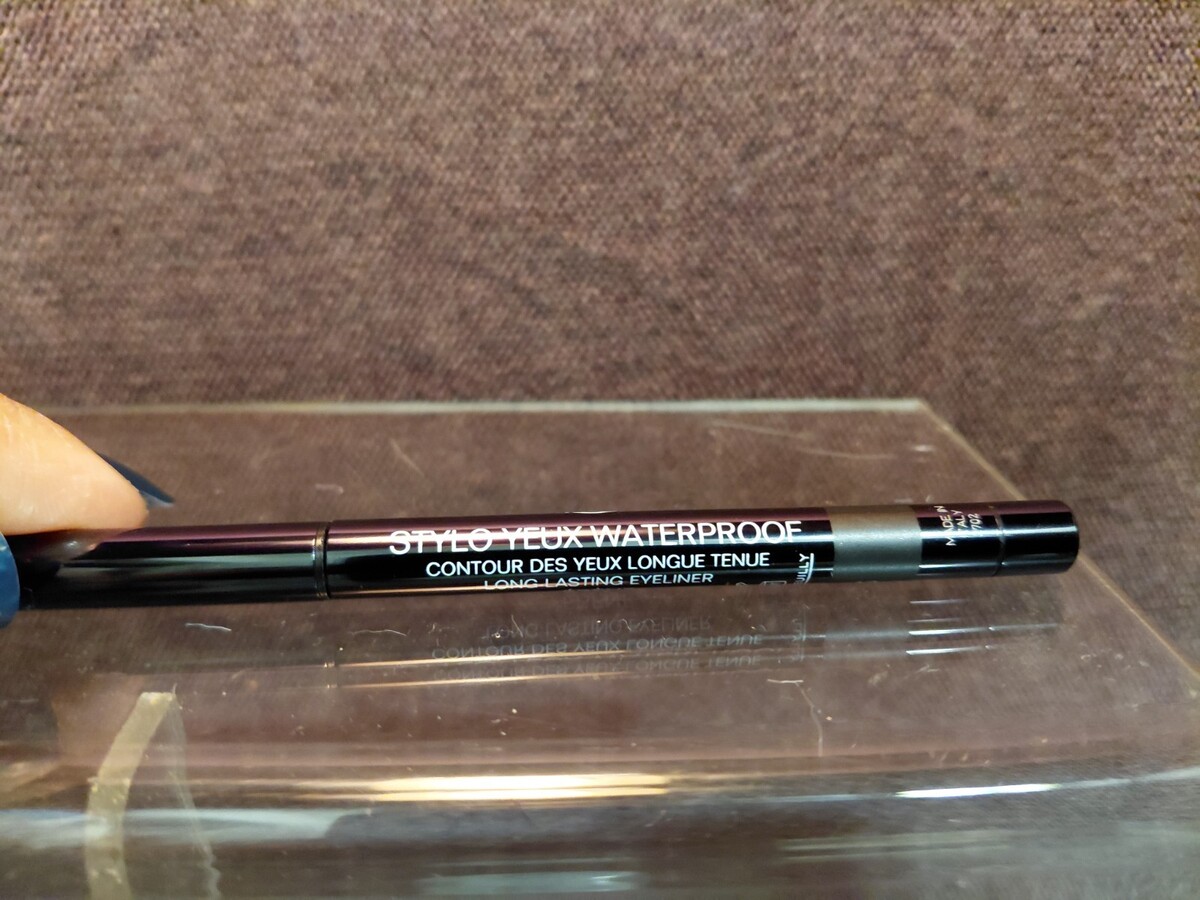 STYLO YEUX WATERPROOF
CONTOUR DES YEUX LONGUE TENUE
LONG LASTING EYELINER
MADE IN
ITALY